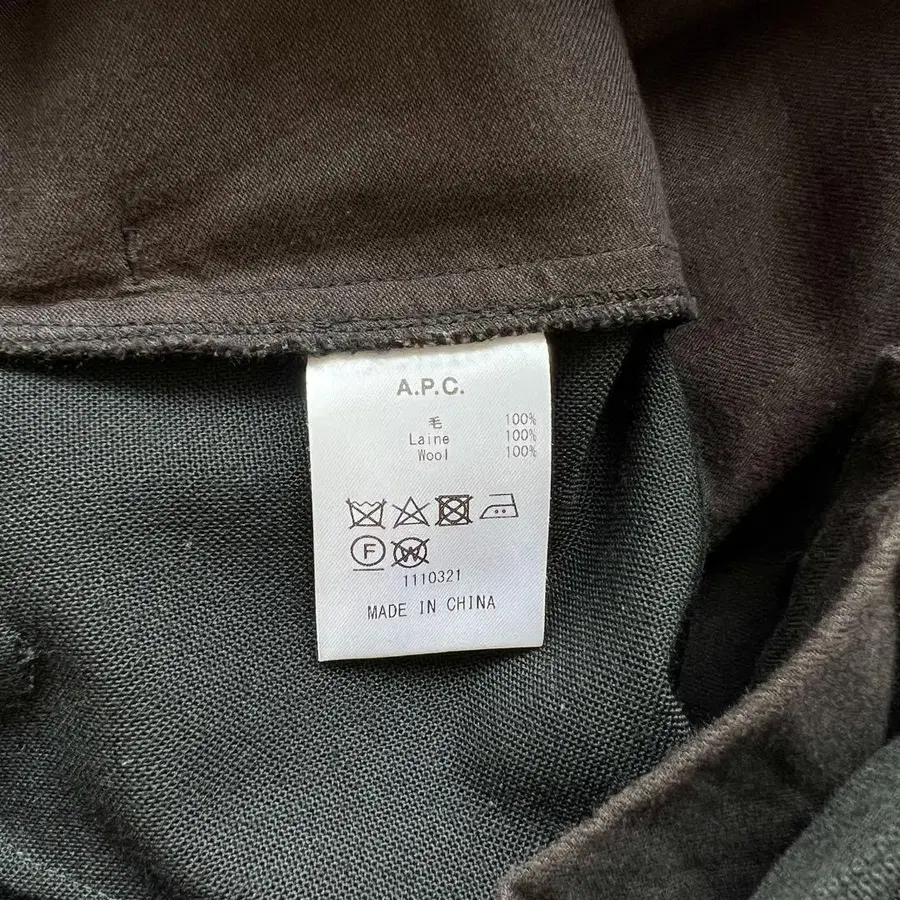 A.P.C.
毛 100%
Laine 100%
Wool 100%
F W
1110321
MADE IN CHINA